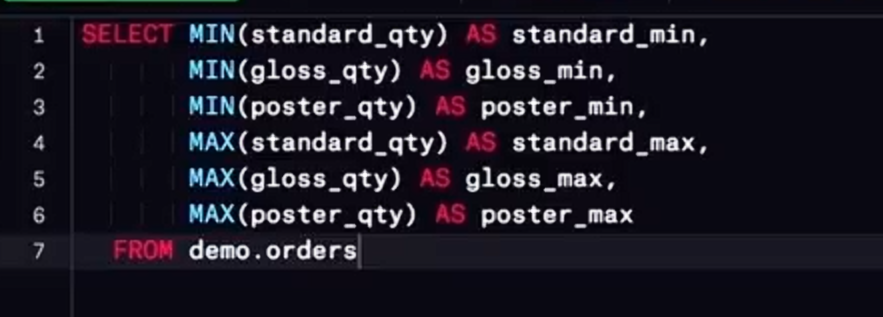 1 SELECT MIN(standard_qty) AS standard_min,
2 MIN(gloss_qty) AS gloss_min,
3 MIN(poster_qty) AS poster_min,
4 MAX(standard_qty) AS standard_max,
5 MAX(gloss_qty) AS gloss_max,
6 MAX(poster_qty) AS poster_max
7 FROM demo.orders